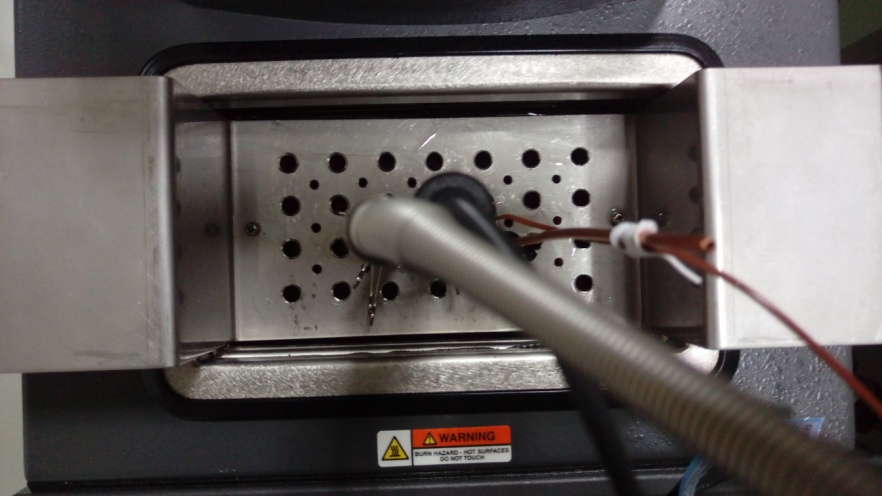 WARNING
BURN HAZARD - HOT SURFACES
DO NOT TOUCH